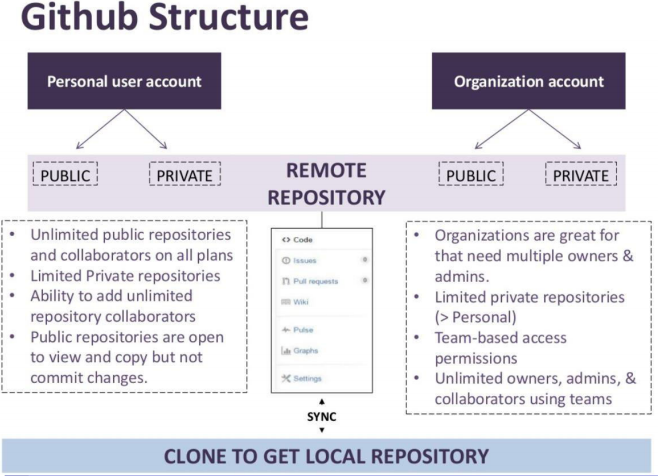 Github Structure
Personal user account
Organization account
PUBLIC
PRIVATE
REMOTE
REPOSITORY
PUBLIC
PRIVATE
• Unlimited public repositories
and collaborators on all plans
• Limited Private repositories
• Ability to add unlimited
repository collaborators
• Public repositories are open
to view and copy but not
commit changes.
<> Code
Issues
Pull requests
Wiki
Pulse
Graphs
Settings
SYNC
• Organizations are great for
that need multiple owners &
admins.
• Limited private repositories
(> Personal)
• Team-based access
permissions
• Unlimited owners, admins, &
collaborators using teams
CLONE TO GET LOCAL REPOSITORY